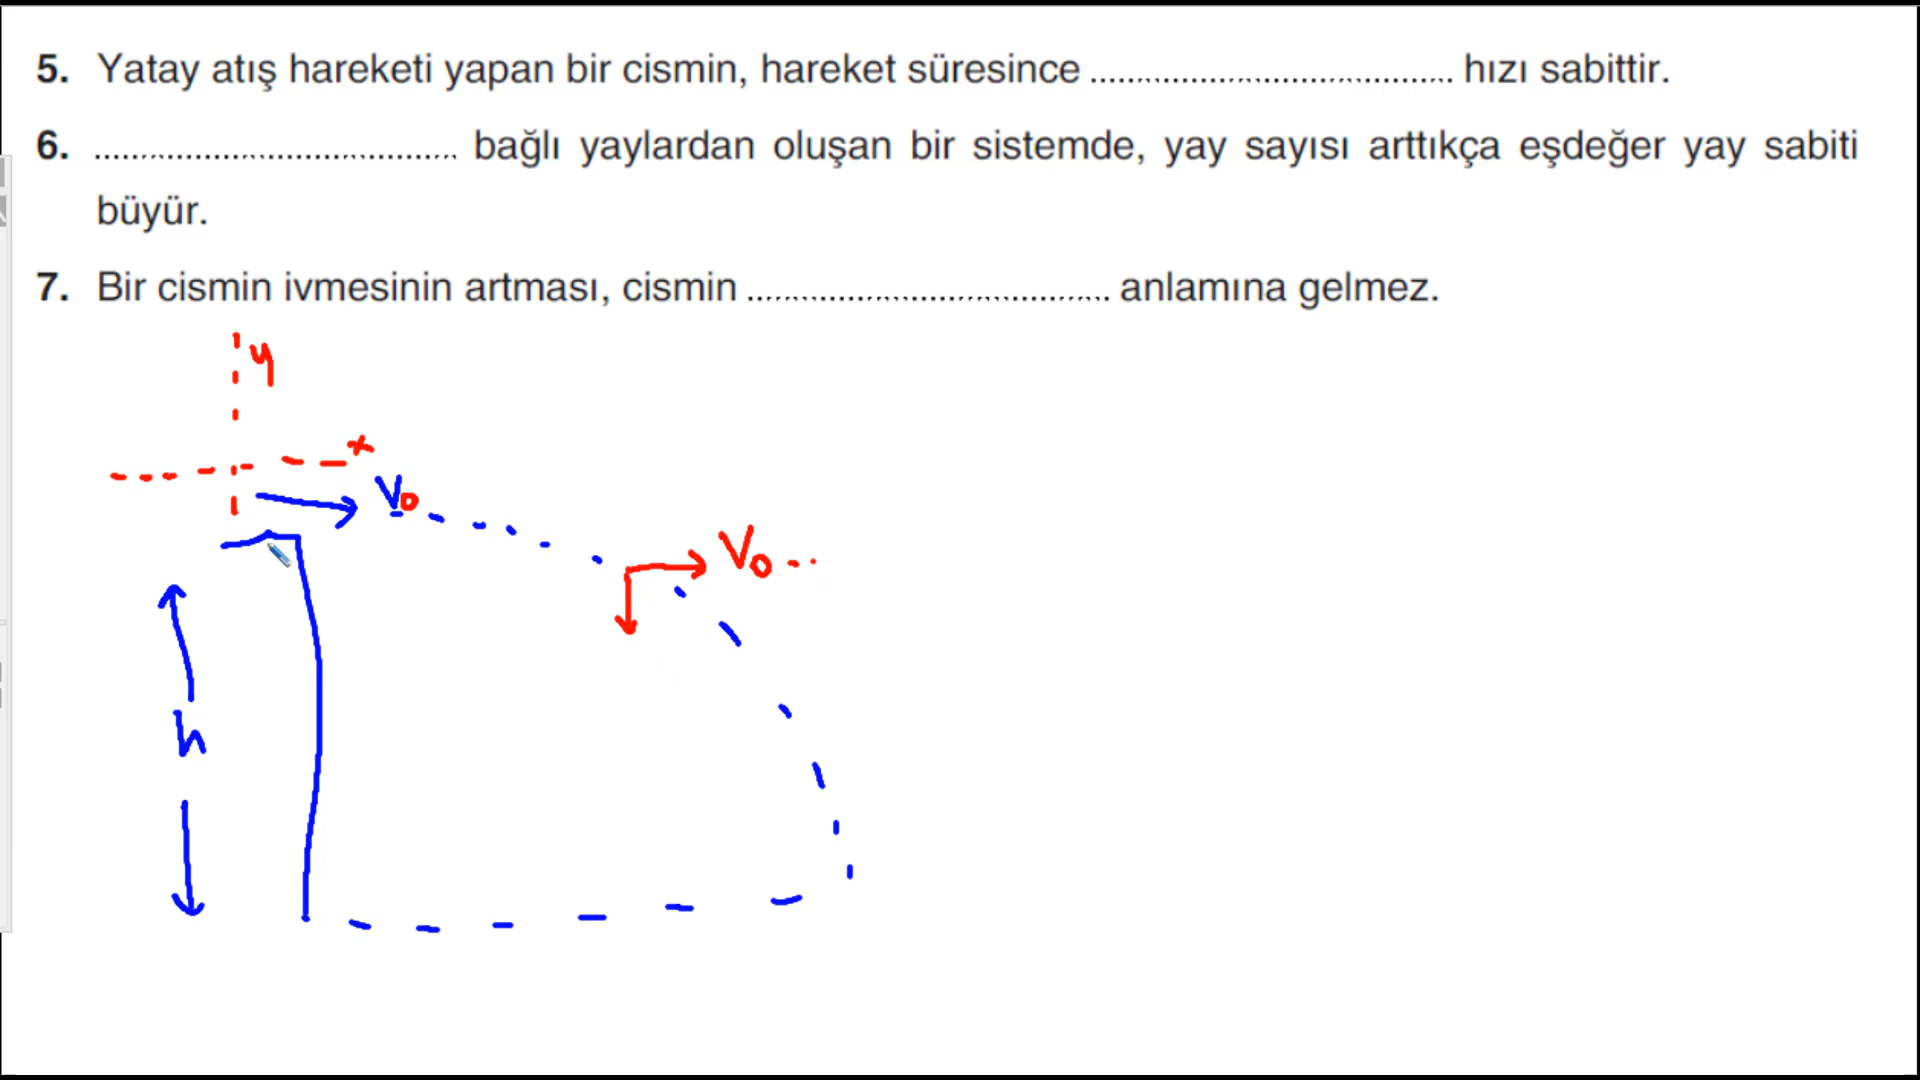 5. Yatay atış hareketi yapan bir cismin, hareket süresince ........................................ hızı sabittir.
6. ........................................ bağlı yaylardan oluşan bir sistemde, yay sayısı arttıkça eşdeğer yay sabiti
büyür.
7. Bir cismin ivmesinin artması, cismin ........................................ anlamına gelmez.
y
x
V₀
V₀
h